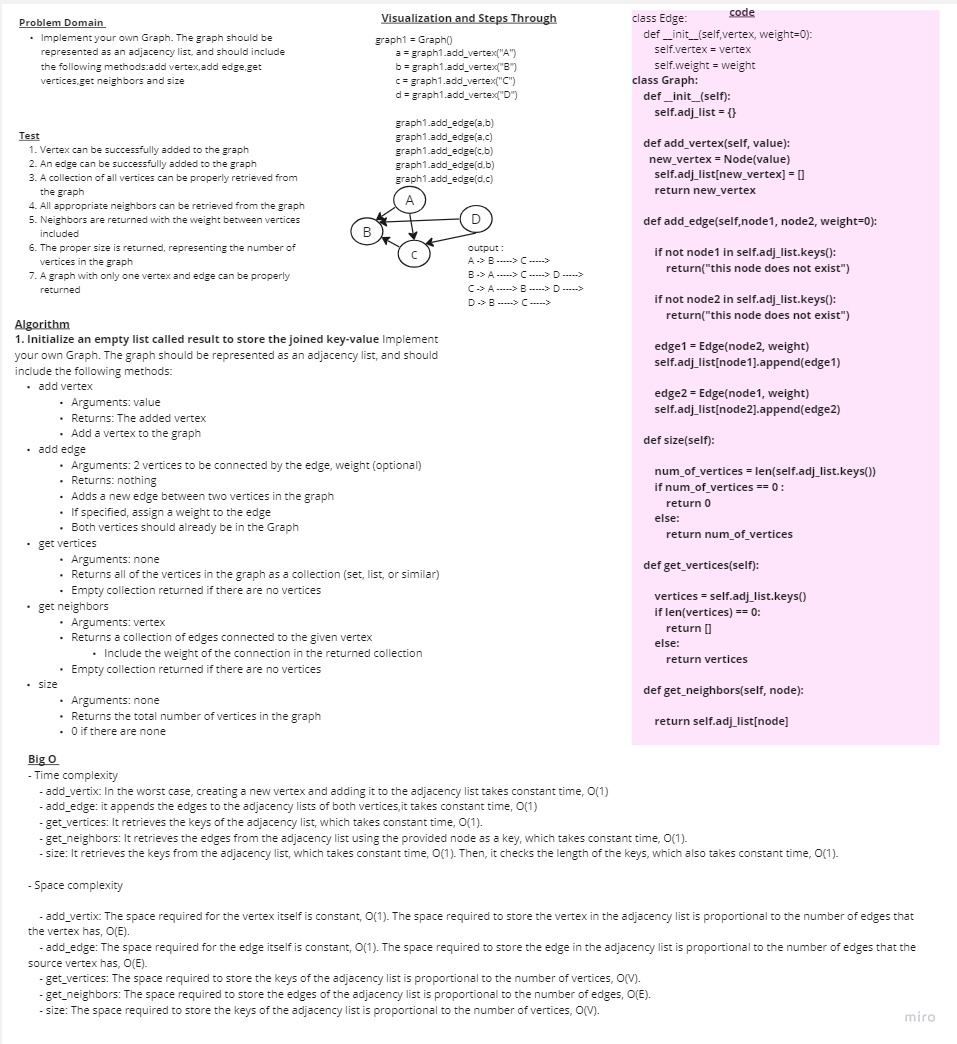 Problem Domain
• Implement your own Graph. The graph should be
represented as an adjacency list, and should include
the following methods:add vertex,add edge,get
vertices,get neighbors and size
Test
1. Vertex can be successfully added to the graph
2. An edge can be successfully added to the graph
3. A collection of all vertices can be properly retrieved from
the graph
4. All appropriate neighbors can be retrieved from the graph
5. Neighbors are returned with the weight between vertices
included
6. The proper size is returned, representing the number of
vertices in the graph
7. A graph with only one vertex and edge can be properly
returned
Visualization and Steps Through
graph1 = Graph()
a = graph1.add_vertex("A")
b = graph1.add_vertex("B")
c = graph1.add_vertex("C")
d = graph1.add_vertex("D")
graph1.add_edge(a,b)
graph1.add_edge(a,c)
graph1.add_edge(c,b)
graph1.add_edge(d,b)
graph1.add_edge(d,c)
A
D
B
C
output :
A -> B -----> C ----->
B -> A -----> C -----> D ----->
C -> A -----> B -----> D ----->
D -> B -----> C ----->
Algorithm
1. Initialize an empty list called result to store the joined key-value Implement
your own Graph. The graph should be represented as an adjacency list, and should
include the following methods:
• add vertex
• Arguments: value
• Returns: The added vertex
• Add a vertex to the graph
• add edge
• Arguments: 2 vertices to be connected by the edge, weight (optional)
• Returns: nothing
• Adds a new edge between two vertices in the graph
• If specified, assign a weight to the edge
• Both vertices should already be in the Graph
• get vertices
• Arguments: none
• Returns all of the vertices in the graph as a collection (set, list, or similar)
• Empty collection returned if there are no vertices
• get neighbors
• Arguments: vertex
• Returns a collection of edges connected to the given vertex
• Include the weight of the connection in the returned collection
• Empty collection returned if there are no vertices
• size
• Arguments: none
• Returns the total number of vertices in the graph
• 0 if there are none
code
class Edge:
def __init__(self,vertex, weight=0):
self.vertex = vertex
self.weight = weight
class Graph:
def __init__(self):
self.adj_list = {}
def add_vertex(self, value):
new_vertex = Node(value)
self.adj_list[new_vertex] = []
return new_vertex
def add_edge(self,node1, node2, weight=0):
if not node1 in self.adj_list.keys():
return("this node does not exist")
if not node2 in self.adj_list.keys():
return("this node does not exist")
edge1 = Edge(node2, weight)
self.adj_list[node1].append(edge1)
edge2 = Edge(node1, weight)
self.adj_list[node2].append(edge2)
def size(self):
num_of_vertices = len(self.adj_list.keys())
if num_of_vertices == 0 :
return 0
else:
return num_of_vertices
def get_vertices(self):
vertices = self.adj_list.keys()
if len(vertices) == 0:
return []
else:
return vertices
def get_neighbors(self, node):
return self.adj_list[node]
Big O
- Time complexity
- add_vertix: In the worst case, creating a new vertex and adding it to the adjacency list takes constant time, O(1)
- add_edge: it appends the edges to the adjacency lists of both vertices,it takes constant time, O(1)
- get_vertices: It retrieves the keys of the adjacency list, which takes constant time, O(1).
- get_neighbors: It retrieves the edges from the adjacency list using the provided node as a key, which takes constant time, O(1).
- size: It retrieves the keys from the adjacency list, which takes constant time, O(1). Then, it checks the length of the keys, which also takes constant time, O(1).
- Space complexity
- add_vertix: The space required for the vertex itself is constant, O(1). The space required to store the vertex in the adjacency list is proportional to the number of edges that
the vertex has, O(E).
- add_edge: The space required for the edge itself is constant, O(1). The space required to store the edge in the adjacency list is proportional to the number of edges that the
source vertex has, O(E).
- get_vertices: The space required to store the keys of the adjacency list is proportional to the number of vertices, O(V).
- get_neighbors: The space required to store the edges of the adjacency list is proportional to the number of edges, O(E).
- size: The space required to store the keys of the adjacency list is proportional to the number of vertices, O(V).
miro